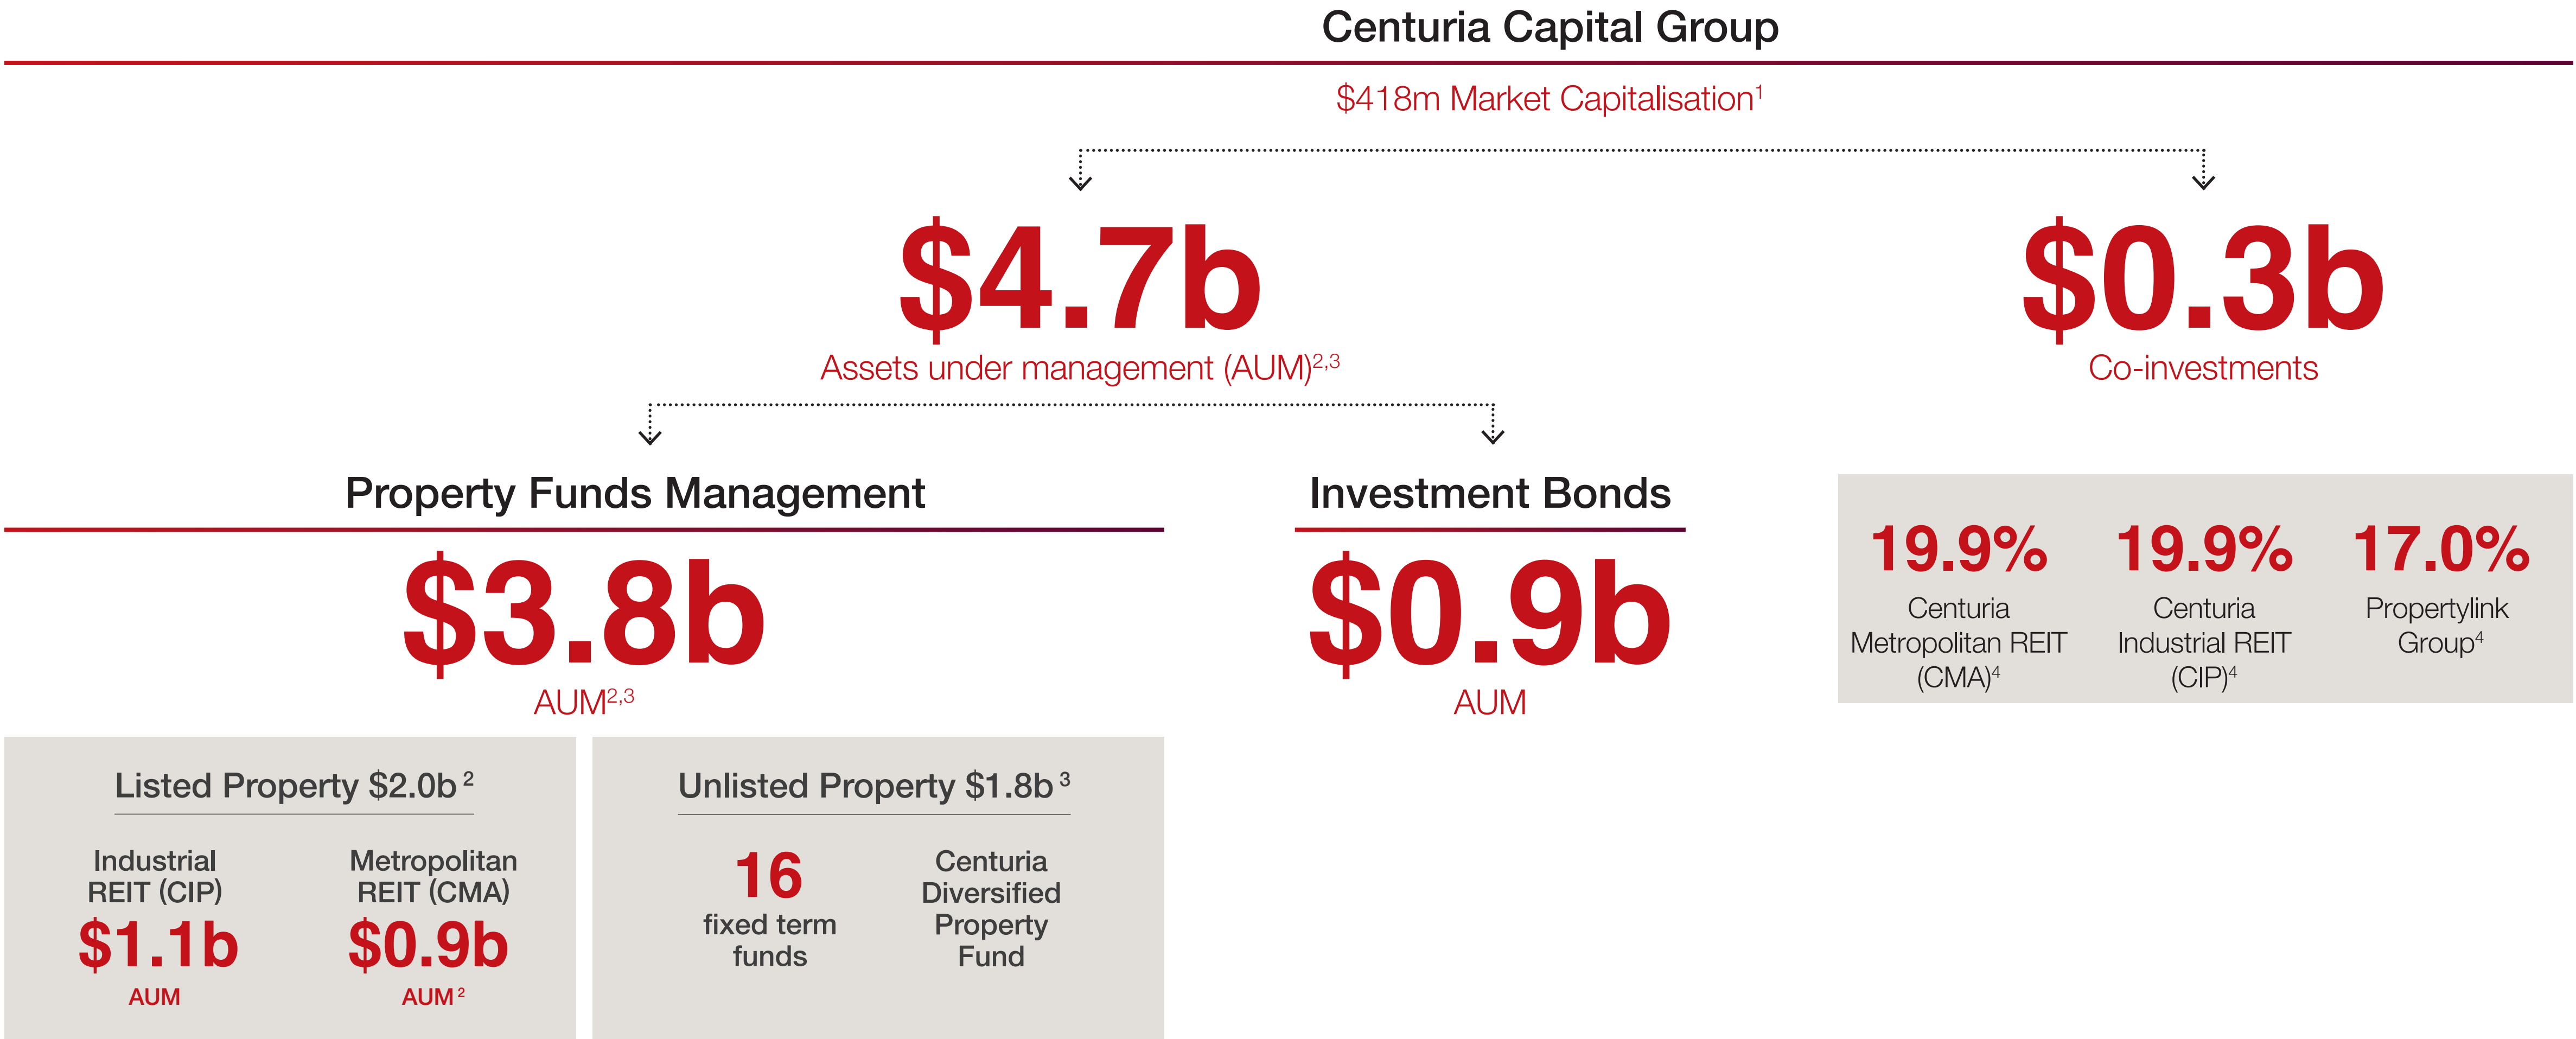 Centuria Capital Group
$418m Market Capitalisation1
$4.7b
Assets under management (AUM)2,3
$0.3b
Co-investments
Property Funds Management
$3.8b
AUM2,3
Investment Bonds
$0.9b
AUM
19.9%
Centuria
Metropolitan REIT
(CMA)4
19.9%
Centuria
Industrial REIT
(CIP)4
17.0%
Propertylink
Group4
Listed Property $2.0b 2
Industrial
REIT (CIP)
$1.1b
AUM
Metropolitan
REIT (CMA)
$0.9b
AUM 2
Unlisted Property $1.8b 3
16
fixed term
funds
Centuria
Diversified
Property
Fund